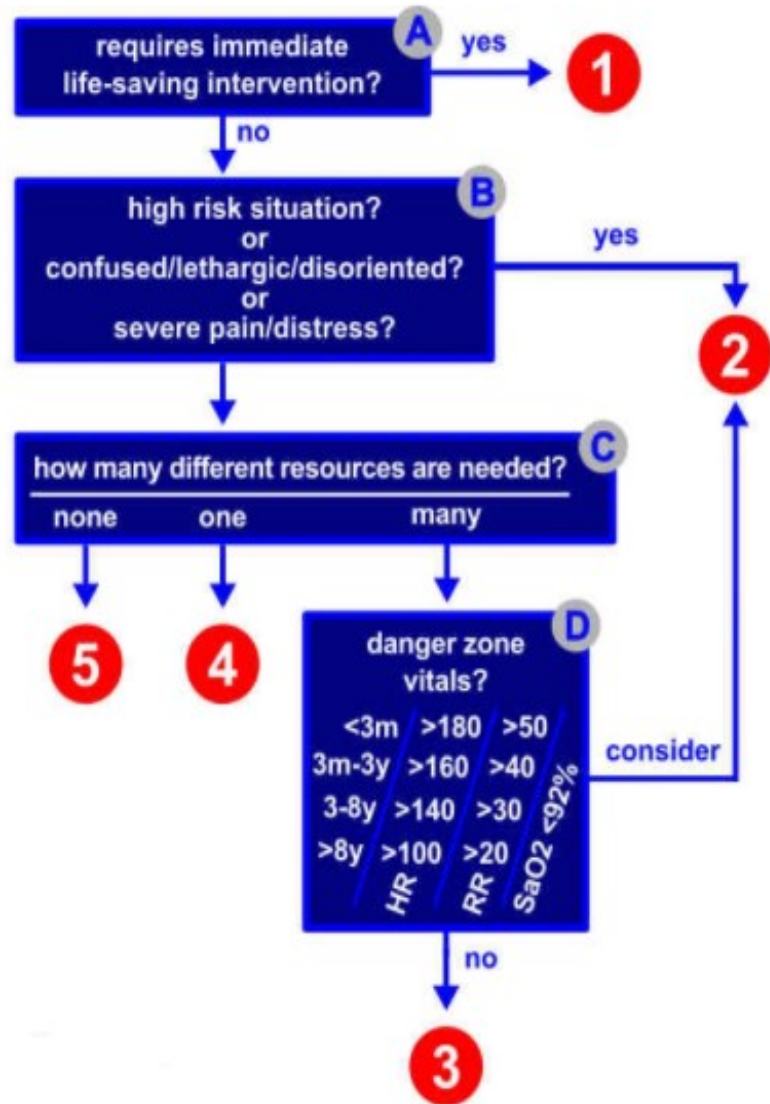 A
requires immediate
life-saving intervention?
yes
1
no
B
high risk situation?
or
confused/lethargic/disoriented?
or
severe pain/distress?
yes
2
C
how many different resources are needed?
none one many
5 4
D
danger zone
vitals?
<3m >180 >50
3m-3y >160 >40
3-8y >140 >30
>8y >100 >20
HR RR SaO2 <92%
consider
no
3